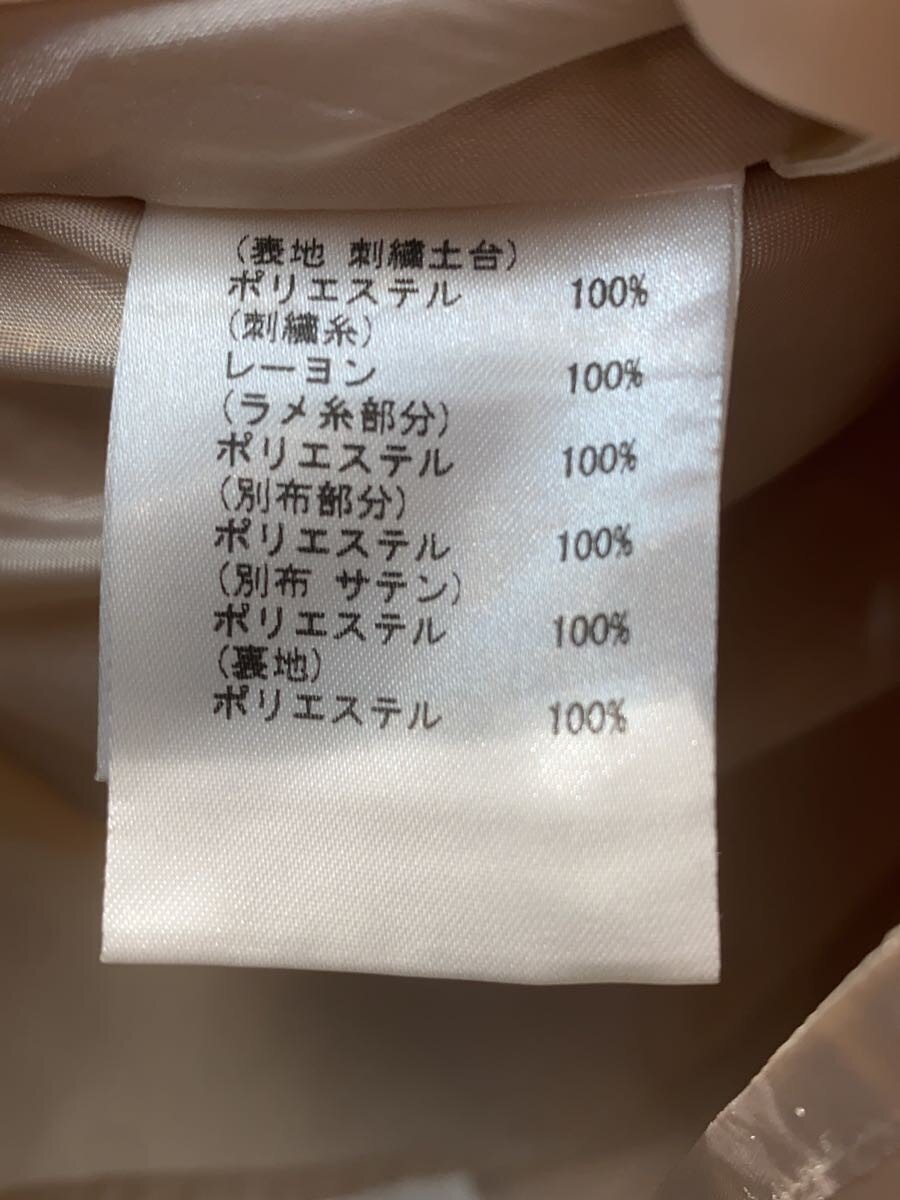 (表地 刺繍土台)
ポリエステル 100%
(刺繍糸)
レーヨン 100%
(ラメ糸部分)
ポリエステル 100%
(別布部分)
ポリエステル 100%
(別布 サテン)
ポリエステル 100%
(裏地)
ポリエステル 100%